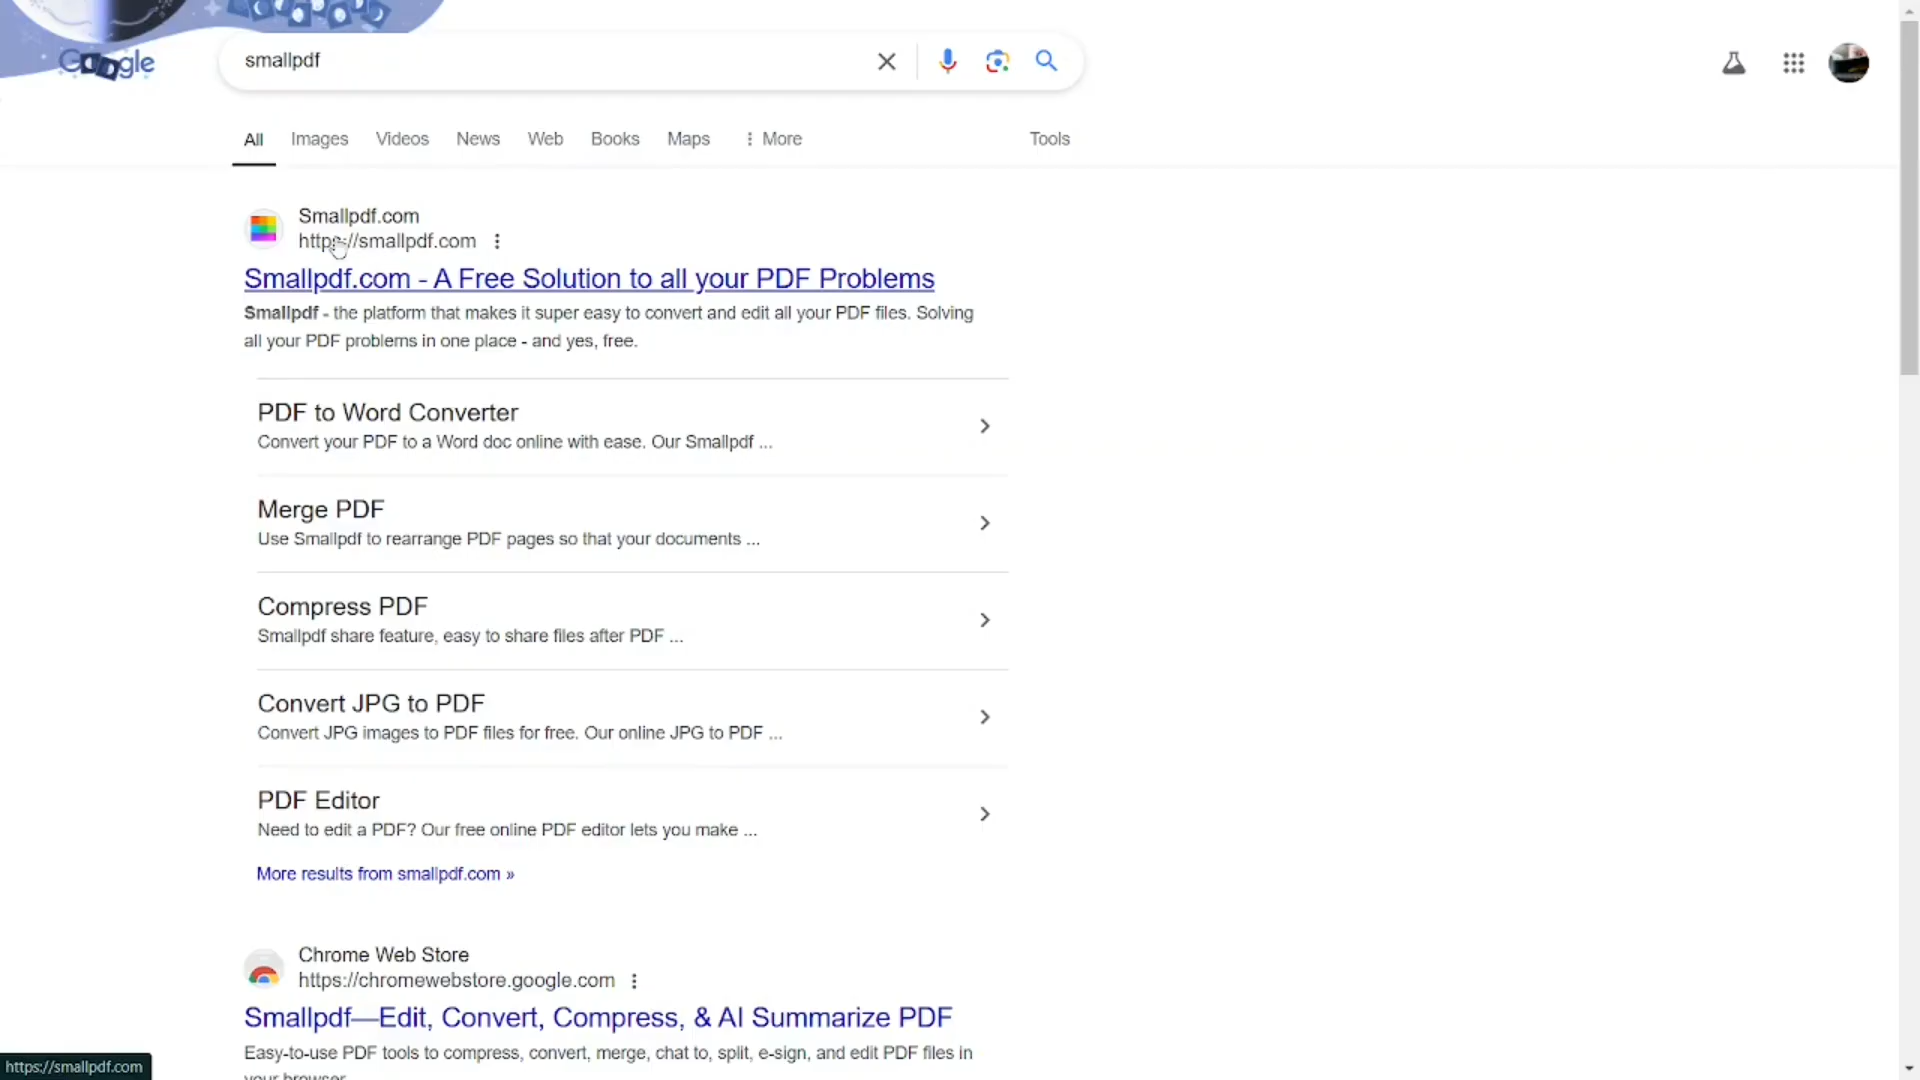 Google
smallpdf
All
Images
Videos
News
Web
Books
Maps
More
Tools
Smallpdf.com
https://smallpdf.com
Smallpdf.com - A Free Solution to all your PDF Problems
Smallpdf - the platform that makes it super easy to convert and edit all your PDF files. Solving
all your PDF problems in one place - and yes, free.
PDF to Word Converter
Convert your PDF to a Word doc online with ease. Our Smallpdf ...
Merge PDF
Use Smallpdf to rearrange PDF pages so that your documents ...
Compress PDF
Smallpdf share feature, easy to share files after PDF ...
Convert JPG to PDF
Convert JPG images to PDF files for free. Our online JPG to PDF ...
PDF Editor
Need to edit a PDF? Our free online PDF editor lets you make ...
More results from smallpdf.com »
Chrome Web Store
https://chromewebstore.google.com
Smallpdf—Edit, Convert, Compress, & AI Summarize PDF
Easy-to-use PDF tools to compress, convert, merge, chat to, split, e-sign, and edit PDF files in
your browser
https://smallpdf.com